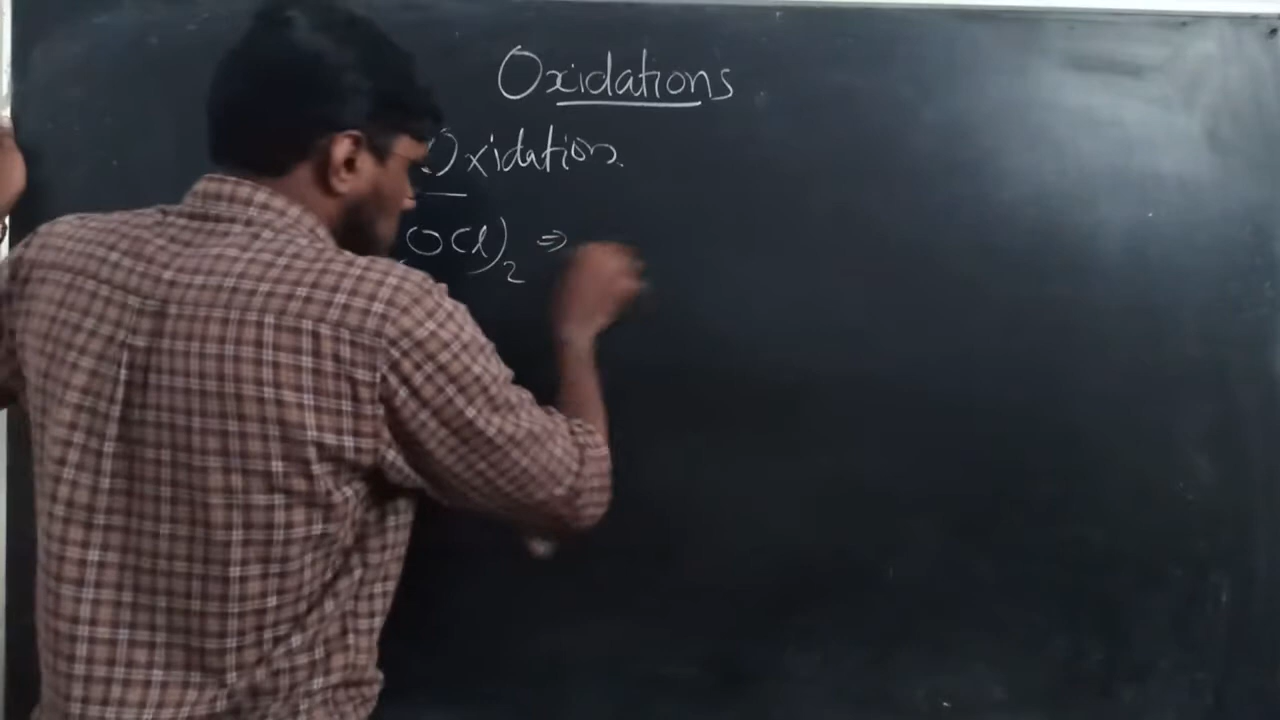 Oxidations
Oxidation.
(OCl)₂ ⇒